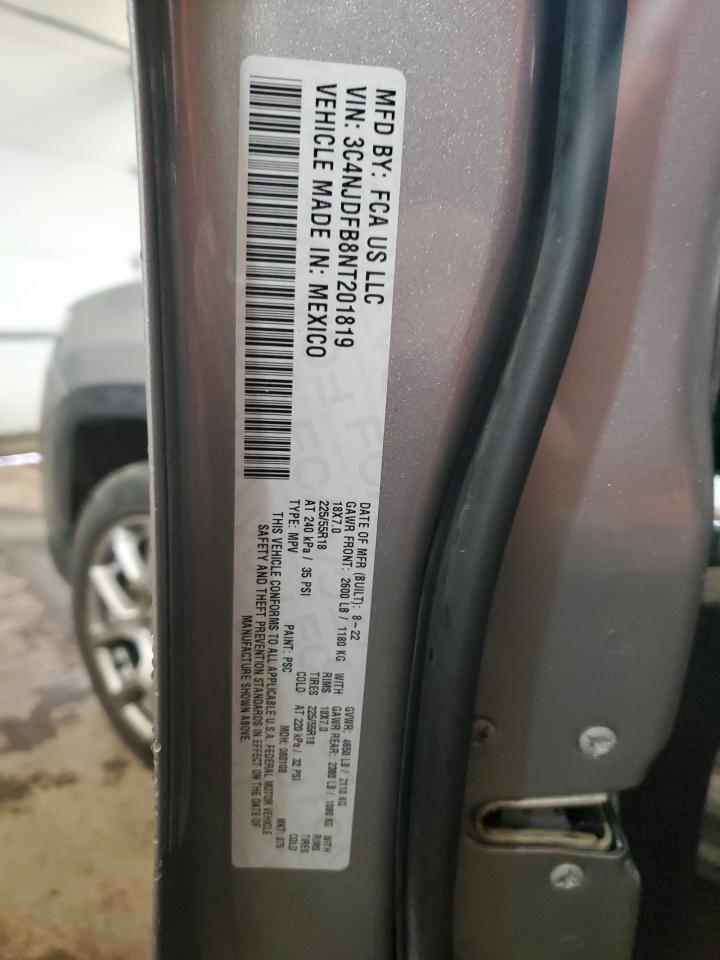 MFD BY: FCA US LLC
VIN: 3C4NJDFB8NT201819
VEHICLE MADE IN: MEXICO
DATE OF MFR (BUILT): 8-22 GVWR: 4650 LB / 2110 KG
GAWR FRONT: 2600 LB / 1180 KG WITH GAWR REAR: 2380 LB / 1080 KG WITH
18X7.0 RIMS 18X7.0 RIMS
225/55R18 TIRES 225/55R18 TIRES
AT 240 kPa / 35 PSI COLD AT 220 kPa / 32 PSI COLD
TYPE: MPV PAINT: PSC MDH: 080108 MKT:
THIS VEHICLE CONFORMS TO ALL APPLICABLE U.S.A. FEDERAL MOTOR VEHICLE
SAFETY AND THEFT PREVENTION STANDARDS IN EFFECT ON THE DATE OF
MANUFACTURE SHOWN ABOVE.